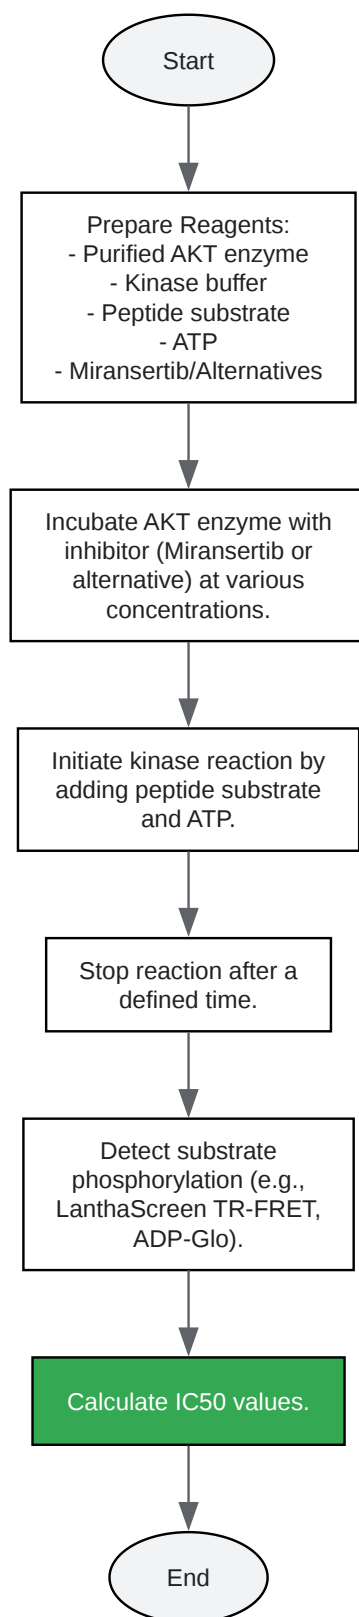 Start
Prepare Reagents:
- Purified AKT enzyme
- Kinase buffer
- Peptide substrate
- ATP
- Miransertib/Alternatives
Incubate AKT enzyme with
inhibitor (Miransertib or
alternative) at various
concentrations.
Initiate kinase reaction by
adding peptide substrate
and ATP.
Stop reaction after a
defined time.
Detect substrate
phosphorylation (e.g.,
LanthaScreen TR-FRET,
ADP-Glo).
Calculate IC50 values.
End